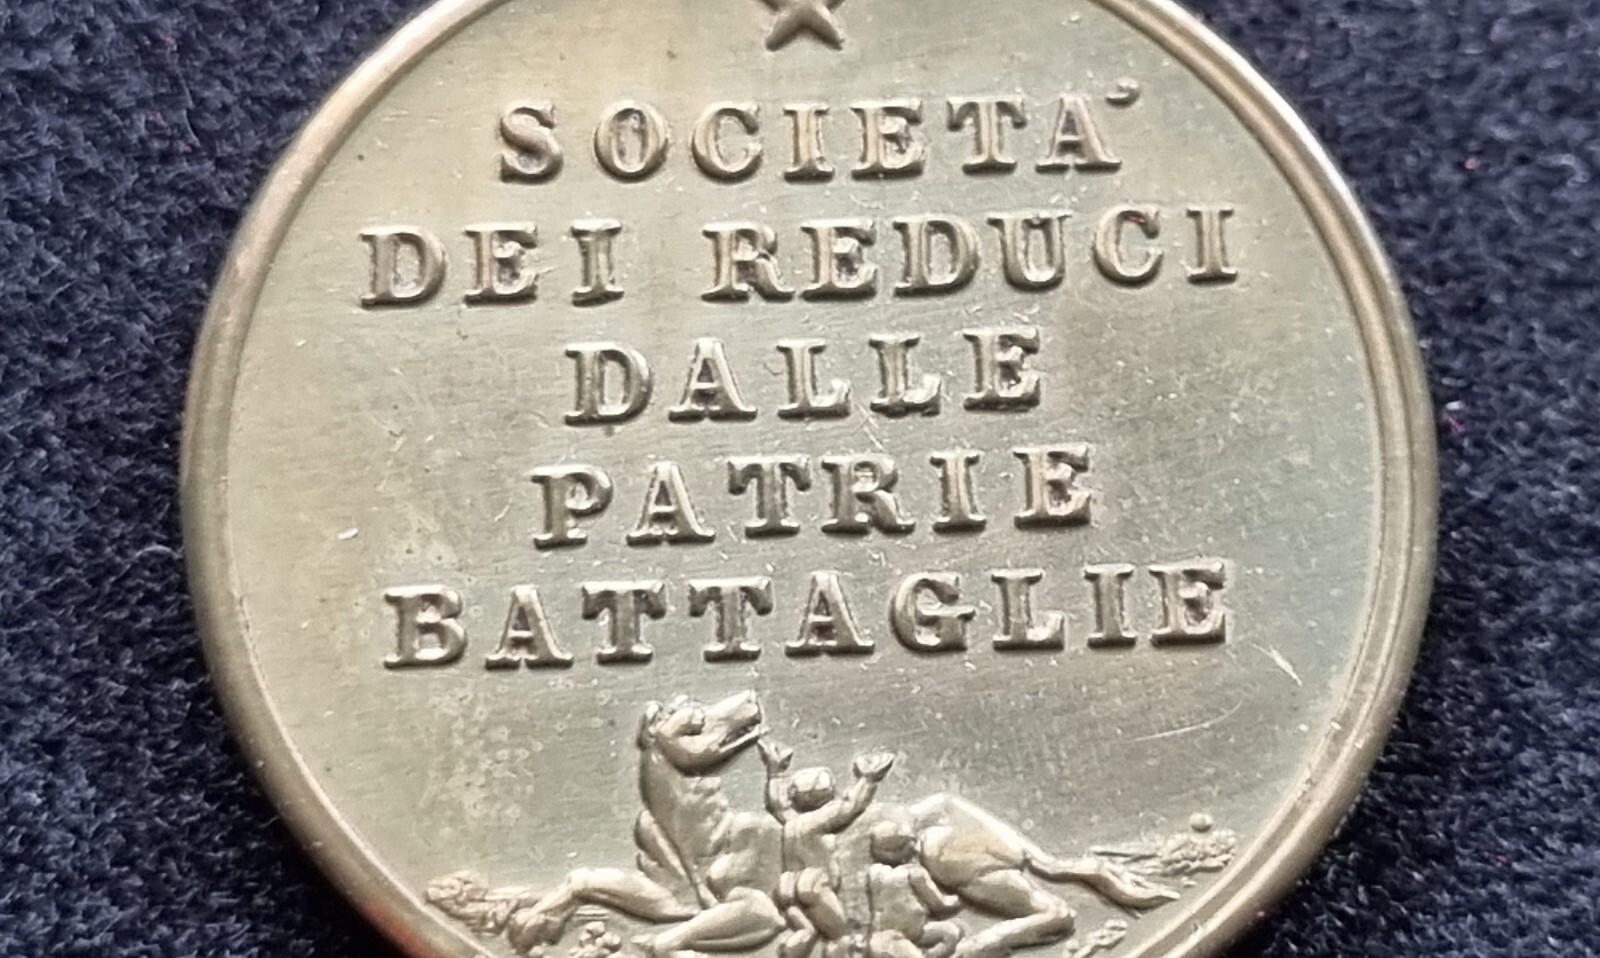 SOCIETA'
DEI REDUCI
DALLE
PATRIE
BATTAGLIE